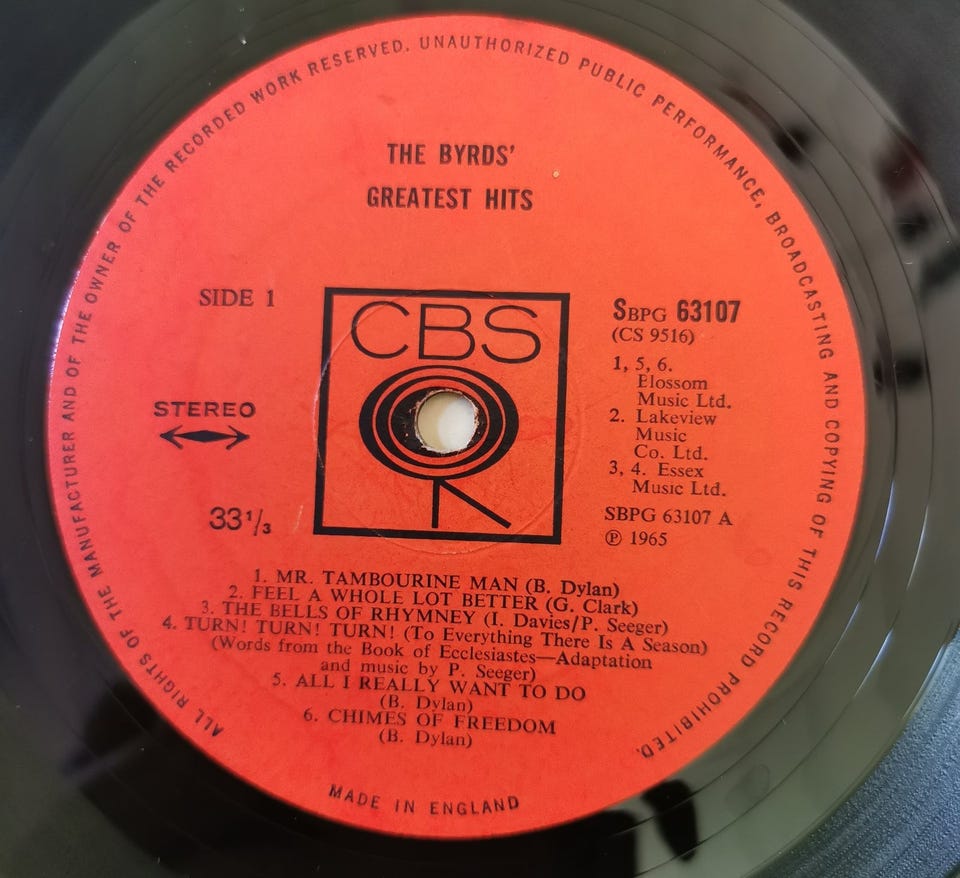 ALL RIGHTS OF THE MANUFACTURER AND OF THE OWNER OF THE RECORDED WORK RESERVED. UNAUTHORIZED PUBLIC PERFORMANCE, BROADCASTING AND COPYING OF THIS RECORD PROHIBITED.
THE BYRDS'
GREATEST HITS
SIDE 1
CBS
STEREO
33 1/3
SBPG 63107
(CS 9516)
1, 5, 6.
Blossom
Music Ltd.
2. Lakeview
Music
Co. Ltd.
3, 4. Essex
Music Ltd.
SBPG 63107 A
℗ 1965
1. MR. TAMBOURINE MAN (B. Dylan)
2. FEEL A WHOLE LOT BETTER (G. Clark)
3. THE BELLS OF RHYMNEY (I. Davies/P. Seeger)
4. TURN! TURN! TURN! (To Everything There Is A Season)
(Words from the Book of Ecclesiastes—Adaptation
and music by P. Seeger)
5. ALL I REALLY WANT TO DO
(B. Dylan)
6. CHIMES OF FREEDOM
(B. Dylan)
MADE IN ENGLAND